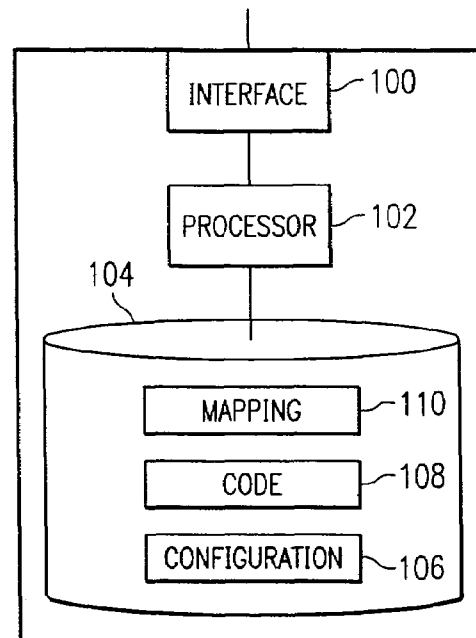 INTERFACE 100
PROCESSOR 102
104
MAPPING 110
CODE 108
CONFIGURATION 106